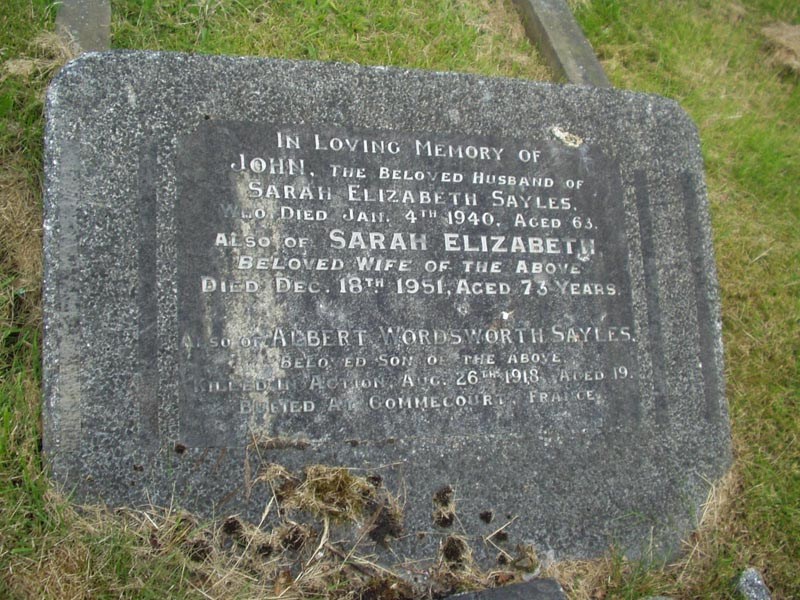 IN LOVING MEMORY OF
JOHN, THE BELOVED HUSBAND OF
SARAH ELIZABETH SAYLES,
WHO DIED JAN. 4TH 1940, AGED 63.
ALSO OF SARAH ELIZABETH,
BELOVED WIFE OF THE ABOVE
DIED DEC. 18TH 1951, AGED 73 YEARS.
ALSO OF ALBERT WORDSWORTH SAYLES,
BELOVED SON OF THE ABOVE,
KILLED IN ACTION, AUG. 26TH 1918, AGED 19.
BURIED AT GOMMECOURT, FRANCE.